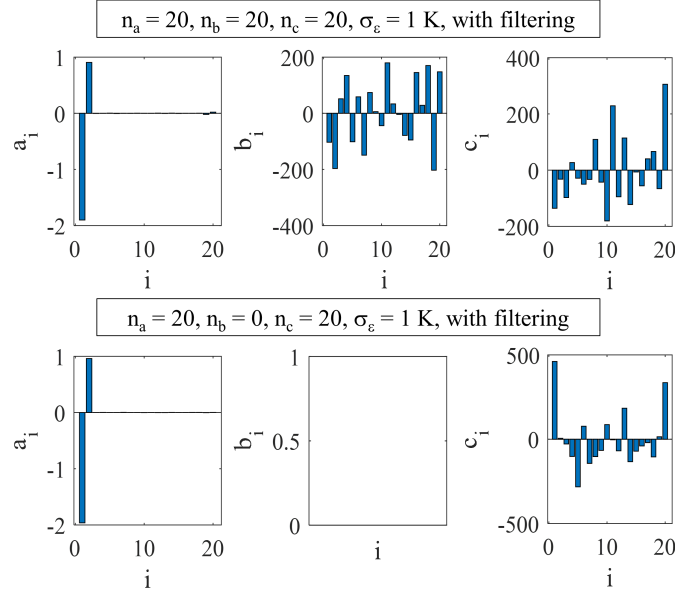 n_a = 20, n_b = 20, n_c = 20, σ_ε = 1 K, with filtering
1
0
-1
-2
a_i
0 10 20
i
200
0
-200
-400
b_i
0 10 20
i
400
200
0
-200
c_i
0 10 20
i
n_a = 20, n_b = 0, n_c = 20, σ_ε = 1 K, with filtering
1
0
-1
-2
a_i
0 10 20
i
1
0.5
0
b_i
i
500
0
-500
c_i
0 10 20
i